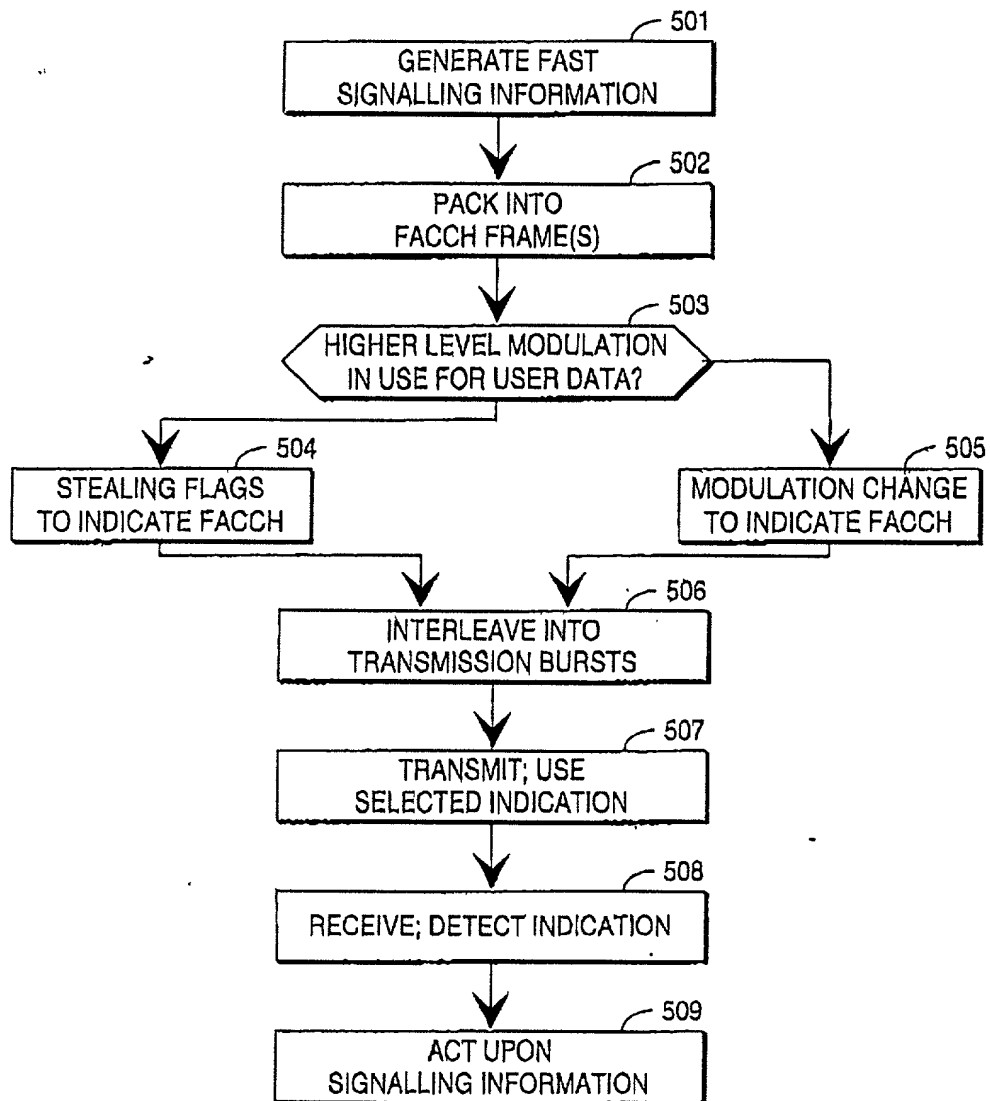 501
GENERATE FAST
SIGNALLING INFORMATION
502
PACK INTO
FACCH FRAME(S)
503
HIGHER LEVEL MODULATION
IN USE FOR USER DATA?
504
STEALING FLAGS
TO INDICATE FACCH
505
MODULATION CHANGE
TO INDICATE FACCH
506
INTERLEAVE INTO
TRANSMISSION BURSTS
507
TRANSMIT; USE
SELECTED INDICATION
508
RECEIVE; DETECT INDICATION
509
ACT UPON
SIGNALLING INFORMATION